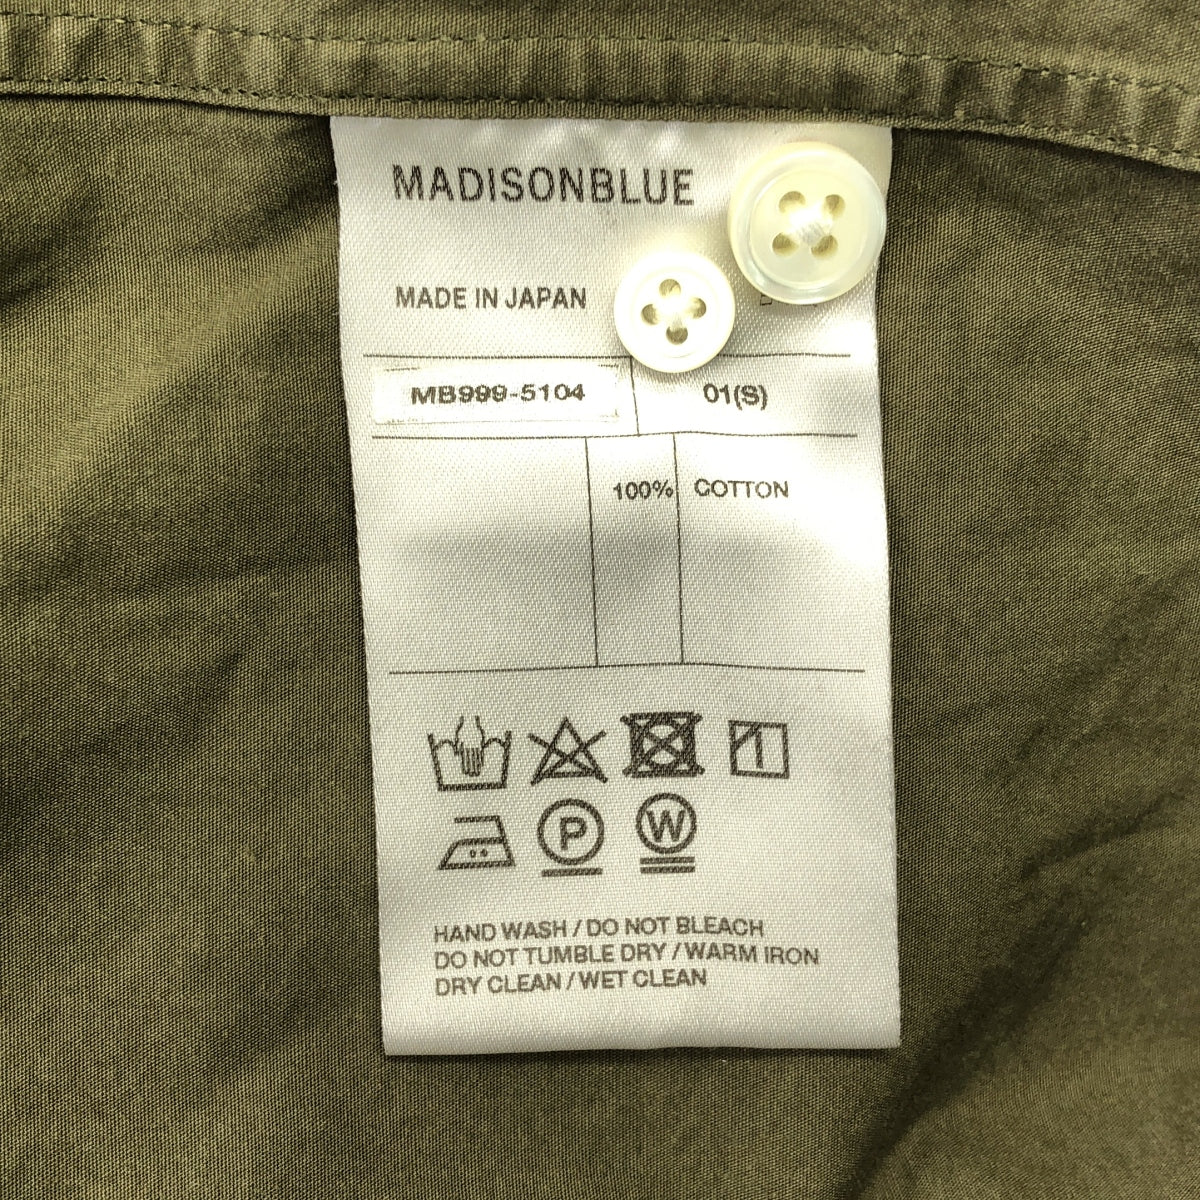 MADISONBLUE
MADE IN JAPAN
MB999-5104 01(S)
100% COTTON
P W
HAND WASH / DO NOT BLEACH
DO NOT TUMBLE DRY / WARM IRON
DRY CLEAN / WET CLEAN